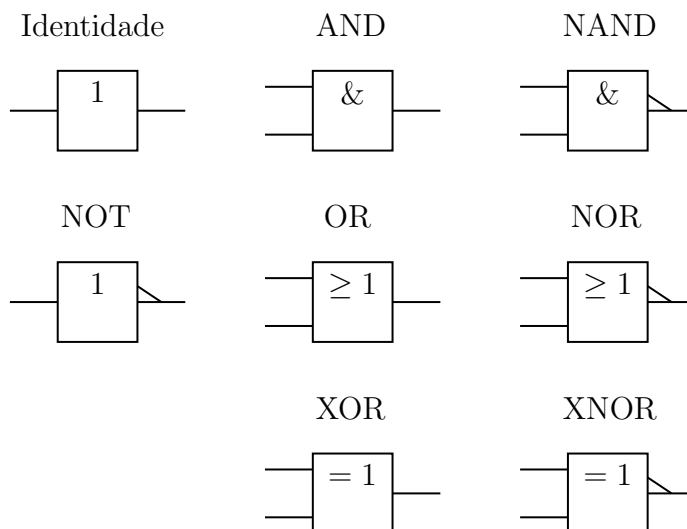 Identidade AND NAND
1 & &
NOT OR NOR
1 ≥ 1 ≥ 1
XOR XNOR
= 1 = 1